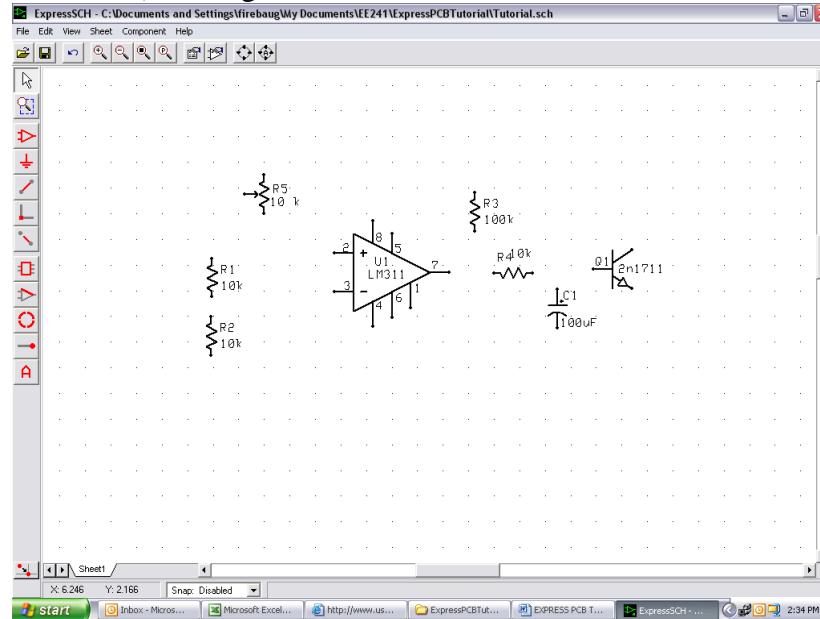 ExpressSCH - C:\Documents and Settings\firebaug\My Documents\EE241\ExpressPCBTutorial\Tutorial.sch
File Edit View Sheet Component Help
R5
10 k
R3
100k
8
5
2
+
U1
7
R4 10k
Q1
2n1711
R1
10k
LM311
3
-
1
6
4
C1
100uF
R2
10k
A
Sheet1
X: 6.246 Y: 2.166 Snap: Disabled
start Inbox - Micros... Microsoft Excel... http://www.us... ExpressPCBTut... EXPRESS PCB T... ExpressSCH - ... 2:34 PM